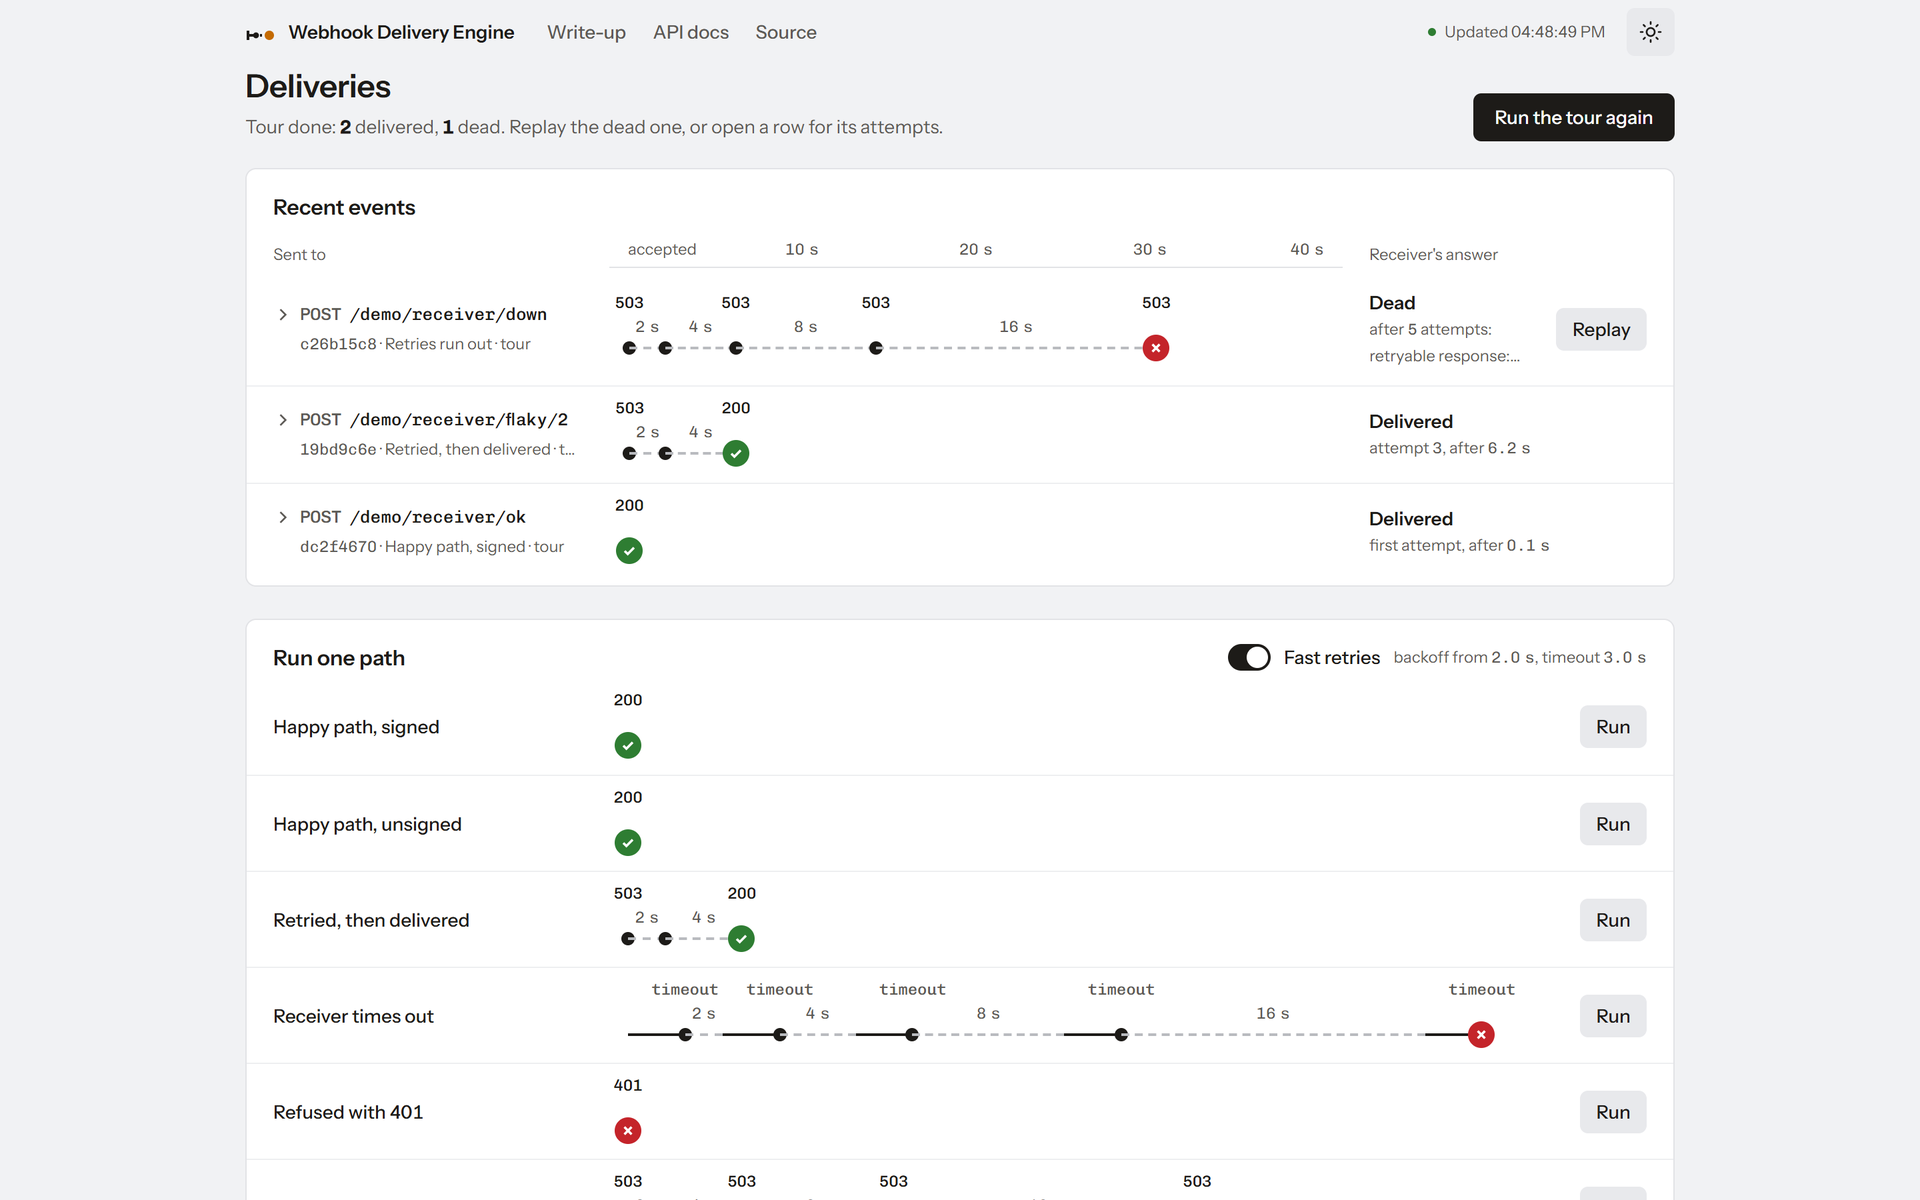 Webhook Delivery Engine Write-up API docs Source Updated 04:48:49 PM
Deliveries
Tour done: 2 delivered, 1 dead. Replay the dead one, or open a row for its attempts.
Run the tour again
Recent events
Sent to accepted 10 s 20 s 30 s 40 s Receiver's answer
503 503 503 503
2 s 4 s 8 s 16 s
POST /demo/receiver/down
c26b15c8 · Retries run out · tour
Dead
after 5 attempts:
retryable response:...
Replay
503 200
2 s 4 s
POST /demo/receiver/flaky/2
19bd9c6e · Retried, then delivered · t...
Delivered
attempt 3, after 6.2 s
200
POST /demo/receiver/ok
dc2f4670 · Happy path, signed · tour
Delivered
first attempt, after 0.1 s
Run one path Fast retries backoff from 2.0 s, timeout 3.0 s
200
Happy path, signed Run
200
Happy path, unsigned Run
503 200
2 s 4 s
Retried, then delivered Run
timeout timeout timeout timeout timeout
2 s 4 s 8 s 16 s
Receiver times out Run
401
Refused with 401 Run
503 503 503 503